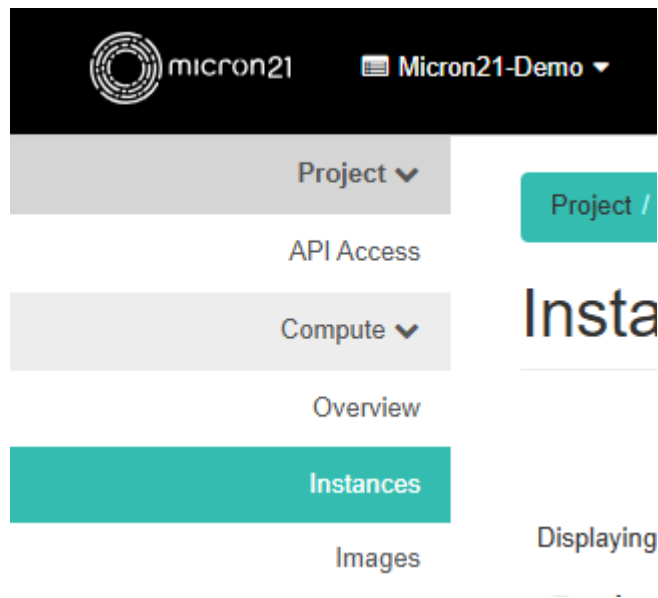 micron21 Micron21-Demo
Project
API Access
Compute
Overview
Instances
Images
Project /
Insta
Displaying